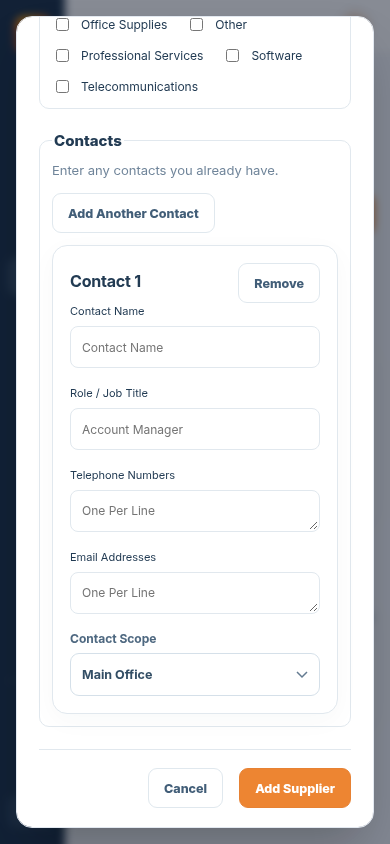 Office Supplies Other
Professional Services Software
Telecommunications
Contacts
Enter any contacts you already have.
Add Another Contact
Contact 1
Remove
Contact Name
Contact Name
Role / Job Title
Account Manager
Telephone Numbers
One Per Line
Email Addresses
One Per Line
Contact Scope
Main Office
Cancel Add Supplier